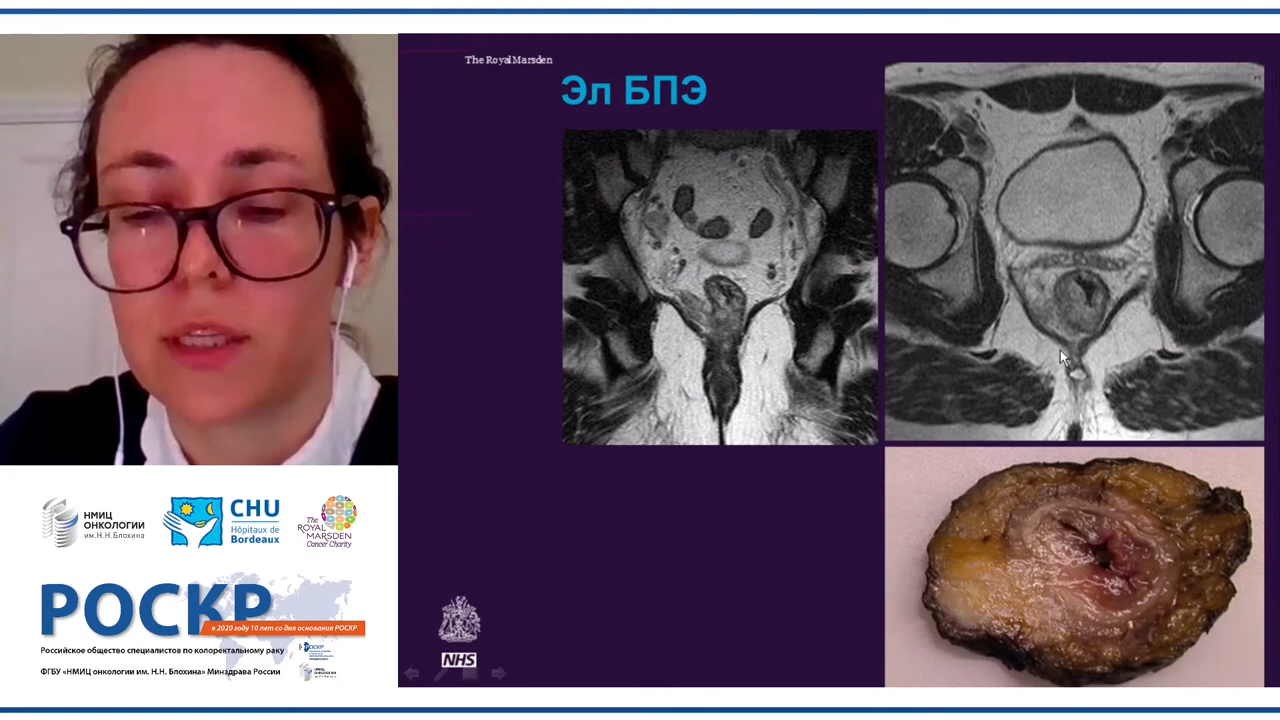 The Royal Marsden
Эл БПЭ
НМИЦ
ОНКОЛОГИИ
им.Н.Н.Блохина
CHU
Hôpitaux de
Bordeaux
The
ROYAL
MARSDEN
Cancer Charity
РОСКР
в 2020 году 10 лет со дня основания РОСКР
Российское общество специалистов по колоректальному раку
ФГБУ «НМИЦ онкологии им. Н.Н. Блохина» Минздрава России
NHS